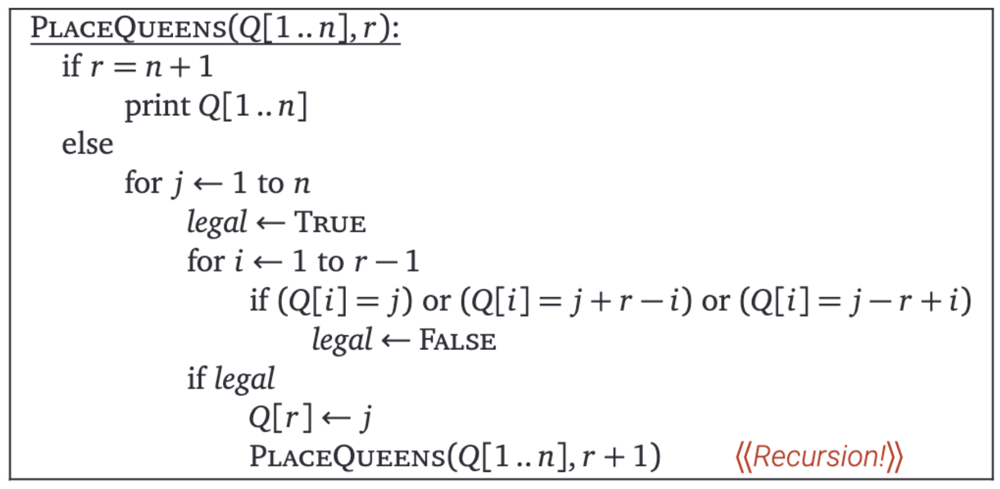 PLACEQUEENS(Q[1 .. n], r):
if r = n + 1
print Q[1 .. n]
else
for j ← 1 to n
legal ← TRUE
for i ← 1 to r − 1
if (Q[i] = j) or (Q[i] = j + r − i) or (Q[i] = j − r + i)
legal ← FALSE
if legal
Q[r] ← j
PLACEQUEENS(Q[1 .. n], r + 1) ⟪Recursion!⟫